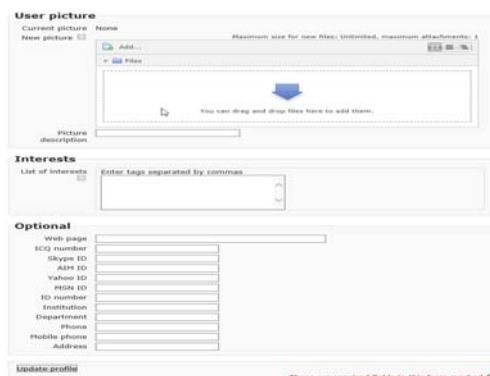 User picture
Current picture None
New picture
Maximum size for new files: Unlimited, maximum attachments: 1
Add...
Files
You can drag and drop files here to add them.
Picture description
Interests
List of interests Enter tags separated by commas
Optional
Web page
ICQ number
Skype ID
AIM ID
Yahoo ID
MSN ID
ID number
Institution
Department
Phone
Mobile phone
Address
Update profile